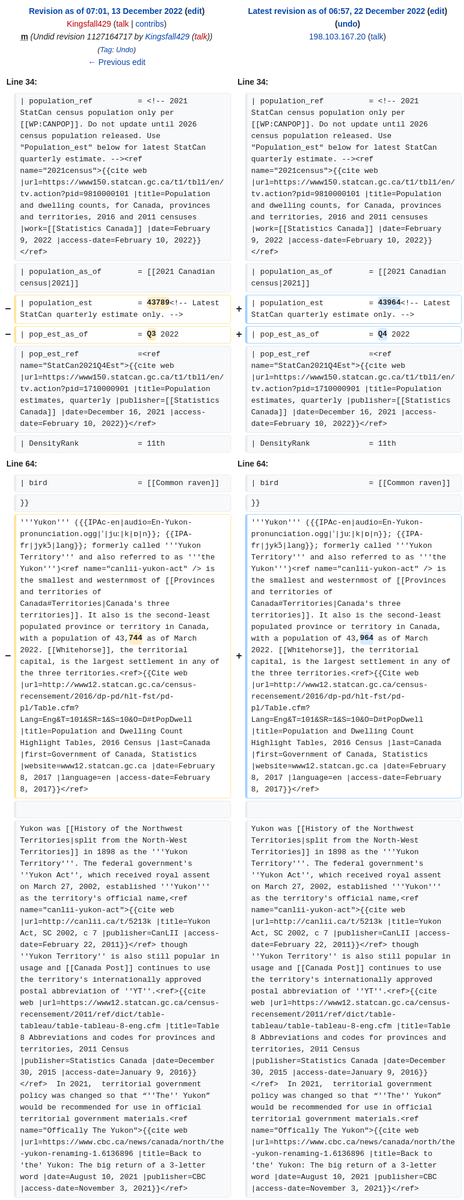 Revision as of 07:01, 13 December 2022 (edit)
Kingsfall429 (talk | contribs)
m (Undid revision 1127164717 by Kingsfall429 (talk))
(Tag: Undo)
← Previous edit
Latest revision as of 06:57, 22 December 2022 (edit)
(undo)
198.103.167.20 (talk)
Line 34:
| population_ref = <!-- 2021
StatCan census population only per
[[WP:CANPOP]]. Do not update until 2026
census population released. Use
"Population_est" below for latest StatCan
quarterly estimate. --><ref
name="2021census">{{cite web
|url=https://www150.statcan.gc.ca/t1/tbl1/en/
tv.action?pid=9810000101 |title=Population
and dwelling counts, for Canada, provinces
and territories, 2016 and 2011 censuses
|work=[[Statistics Canada]] |date=February
9, 2022 |access-date=February 10, 2022}}
</ref>
| population_as_of = [[2021 Canadian
census|2021]]
− | population_est = 43789<!-- Latest
StatCan quarterly estimate only. -->
− | pop_est_as_of = Q3 2022
| pop_est_ref =<ref
name="StatCan2021Q4Est">{{cite web
|url=https://www150.statcan.gc.ca/t1/tbl1/en/
tv.action?pid=1710000901 |title=Population
estimates, quarterly |publisher=[[Statistics
Canada]] |date=December 16, 2021 |access-
date=February 10, 2022}}</ref>
| DensityRank = 11th
Line 34:
| population_ref = <!-- 2021
StatCan census population only per
[[WP:CANPOP]]. Do not update until 2026
census population released. Use
"Population_est" below for latest StatCan
quarterly estimate. --><ref
name="2021census">{{cite web
|url=https://www150.statcan.gc.ca/t1/tbl1/en/
tv.action?pid=9810000101 |title=Population
and dwelling counts, for Canada, provinces
and territories, 2016 and 2011 censuses
|work=[[Statistics Canada]] |date=February
9, 2022 |access-date=February 10, 2022}}
</ref>
| population_as_of = [[2021 Canadian
census|2021]]
+ | population_est = 43964<!-- Latest
StatCan quarterly estimate only. -->
+ | pop_est_as_of = Q4 2022
| pop_est_ref =<ref
name="StatCan2021Q4Est">{{cite web
|url=https://www150.statcan.gc.ca/t1/tbl1/en/
tv.action?pid=1710000901 |title=Population
estimates, quarterly |publisher=[[Statistics
Canada]] |date=December 16, 2021 |access-
date=February 10, 2022}}</ref>
| DensityRank = 11th
Line 64:
| bird = [[Common raven]]
}}
− '''Yukon''' ({{IPAc-en|audio=En-Yukon-
pronunciation.ogg|ˈ|juː|k|ɒ|n}}; {{IPA-
fr|jykɔ̃|lang}}; formerly called '''Yukon
Territory''' and also referred to as '''the
Yukon''')<ref name="canlii-yukon-act" /> is
the smallest and westernmost of [[Provinces
and territories of
Canada#Territories|Canada's three
territories]]. It also is the second-least
populated province or territory in Canada,
with a population of 43,744 as of March
2022. [[Whitehorse]], the territorial
capital, is the largest settlement in any of
the three territories.<ref>{{Cite web
|url=http://www12.statcan.gc.ca/census-
recensement/2016/dp-pd/hlt-fst/pd-
pl/Table.cfm?
Lang=Eng&T=101&SR=1&S=10&O=D#tPopDwell
|title=Population and Dwelling Count
Highlight Tables, 2016 Census |last=Canada
|first=Government of Canada, Statistics
|website=www12.statcan.gc.ca |date=February
8, 2017 |language=en |access-date=February
8, 2017}}</ref>
Yukon was [[History of the Northwest
Territories|split from the North-West
Territories]] in 1898 as the '''Yukon
Territory'''. The federal government's
''Yukon Act'', which received royal assent
on March 27, 2002, established '''Yukon'''
as the territory's official name,<ref
name="canlii-yukon-act">{{cite web
|url=http://canlii.ca/t/5213k |title=Yukon
Act, SC 2002, c 7 |publisher=CanLII |access-
date=February 22, 2011}}</ref> though
''Yukon Territory'' is also still popular in
usage and [[Canada Post]] continues to use
the territory's internationally approved
postal abbreviation of ''YT''.<ref>{{cite
web |url=https://www12.statcan.gc.ca/census-
recensement/2011/ref/dict/table-
tableau/table-tableau-8-eng.cfm |title=Table
8 Abbreviations and codes for provinces and
territories, 2011 Census
|publisher=Statistics Canada |date=December
30, 2015 |access-date=January 9, 2016}}
</ref> In 2021, territorial government
policy was changed so that “''The'' Yukon”
would be recommended for use in official
territorial government materials.<ref
name="Offically The Yukon">{{cite web
|url=https://www.cbc.ca/news/canada/north/the
-yukon-renaming-1.6136896 |title=Back to
'the' Yukon: The big return of a 3-letter
word |date=August 10, 2021 |publisher=CBC
|access-date=November 3, 2021}}</ref>
Line 64:
| bird = [[Common raven]]
}}
+ '''Yukon''' ({{IPAc-en|audio=En-Yukon-
pronunciation.ogg|ˈ|juː|k|ɒ|n}}; {{IPA-
fr|jykɔ̃|lang}}; formerly called '''Yukon
Territory''' and also referred to as '''the
Yukon''')<ref name="canlii-yukon-act" /> is
the smallest and westernmost of [[Provinces
and territories of
Canada#Territories|Canada's three
territories]]. It also is the second-least
populated province or territory in Canada,
with a population of 43,964 as of March
2022. [[Whitehorse]], the territorial
capital, is the largest settlement in any of
the three territories.<ref>{{Cite web
|url=http://www12.statcan.gc.ca/census-
recensement/2016/dp-pd/hlt-fst/pd-
pl/Table.cfm?
Lang=Eng&T=101&SR=1&S=10&O=D#tPopDwell
|title=Population and Dwelling Count
Highlight Tables, 2016 Census |last=Canada
|first=Government of Canada, Statistics
|website=www12.statcan.gc.ca |date=February
8, 2017 |language=en |access-date=February
8, 2017}}</ref>
Yukon was [[History of the Northwest
Territories|split from the North-West
Territories]] in 1898 as the '''Yukon
Territory'''. The federal government's
''Yukon Act'', which received royal assent
on March 27, 2002, established '''Yukon'''
as the territory's official name,<ref
name="canlii-yukon-act">{{cite web
|url=http://canlii.ca/t/5213k |title=Yukon
Act, SC 2002, c 7 |publisher=CanLII |access-
date=February 22, 2011}}</ref> though
''Yukon Territory'' is also still popular in
usage and [[Canada Post]] continues to use
the territory's internationally approved
postal abbreviation of ''YT''.<ref>{{cite
web |url=https://www12.statcan.gc.ca/census-
recensement/2011/ref/dict/table-
tableau/table-tableau-8-eng.cfm |title=Table
8 Abbreviations and codes for provinces and
territories, 2011 Census
|publisher=Statistics Canada |date=December
30, 2015 |access-date=January 9, 2016}}
</ref> In 2021, territorial government
policy was changed so that “''The'' Yukon”
would be recommended for use in official
territorial government materials.<ref
name="Offically The Yukon">{{cite web
|url=https://www.cbc.ca/news/canada/north/the
-yukon-renaming-1.6136896 |title=Back to
'the' Yukon: The big return of a 3-letter
word |date=August 10, 2021 |publisher=CBC
|access-date=November 3, 2021}}</ref>